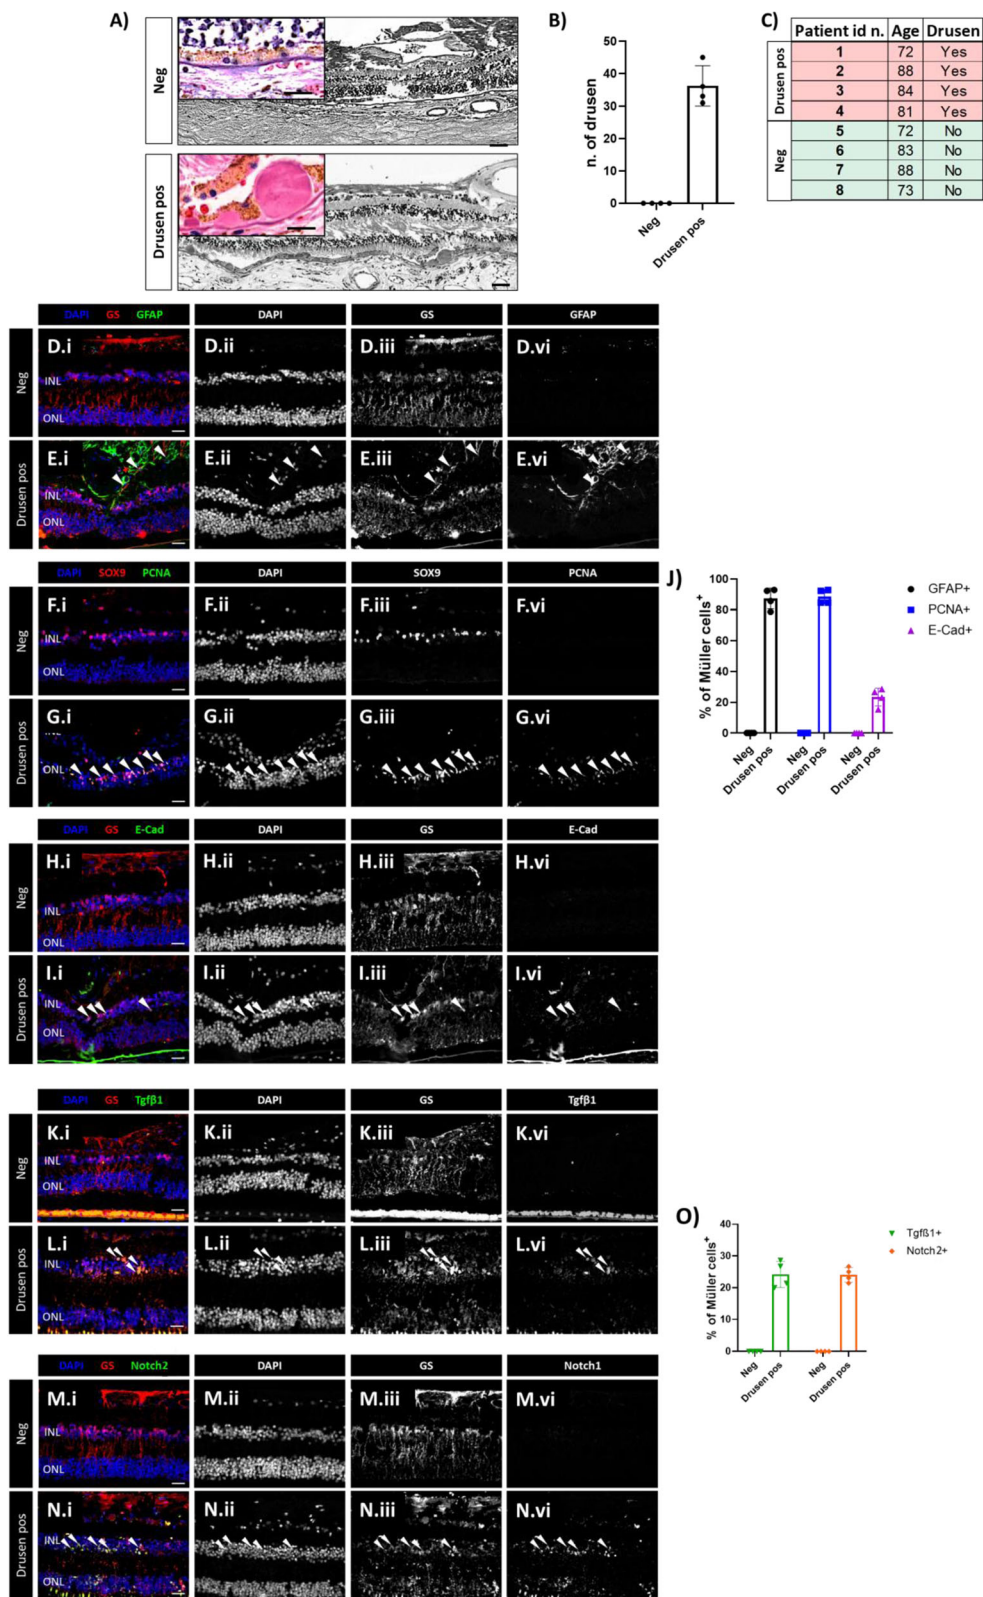 A)
Neg
Drusen pos
B)
n. of drusen
50
40
30
20
10
0
Neg
Drusen pos
C)
Patient id n. Age Drusen
Drusen pos
1 72 Yes
2 88 Yes
3 84 Yes
4 81 Yes
Neg
5 72 No
6 83 No
7 88 No
8 73 No
DAPI GS GFAP DAPI GS GFAP
Neg
D.i D.ii D.iii D.vi
INL
ONL
Drusen pos
E.i E.ii E.iii E.vi
INL
ONL
DAPI SOX9 PCNA DAPI SOX9 PCNA
Neg
F.i F.ii F.iii F.vi
INL
ONL
Drusen pos
G.i G.ii G.iii G.vi
INL
ONL
J)
% of Müller cells+
100
80
60
40
20
0
Neg
Drusen pos
Neg
Drusen pos
Neg
Drusen pos
GFAP+
PCNA+
E-Cad+
DAPI GS E-Cad DAPI GS E-Cad
Neg
H.i H.ii H.iii H.vi
INL
ONL
Drusen pos
I.i I.ii I.iii I.vi
INL
ONL
DAPI GS Tgfβ1 DAPI GS Tgfβ1
Neg
K.i K.ii K.iii K.vi
INL
ONL
Drusen pos
L.i L.ii L.iii L.vi
INL
ONL
O)
% of Müller cells+
40
30
20
10
0
Neg
Drusen pos
Neg
Drusen pos
Tgfß1+
Notch2+
DAPI GS Notch2 DAPI GS Notch1
Neg
M.i M.ii M.iii M.vi
INL
ONL
Drusen pos
N.i N.ii N.iii N.vi
INL
ONL